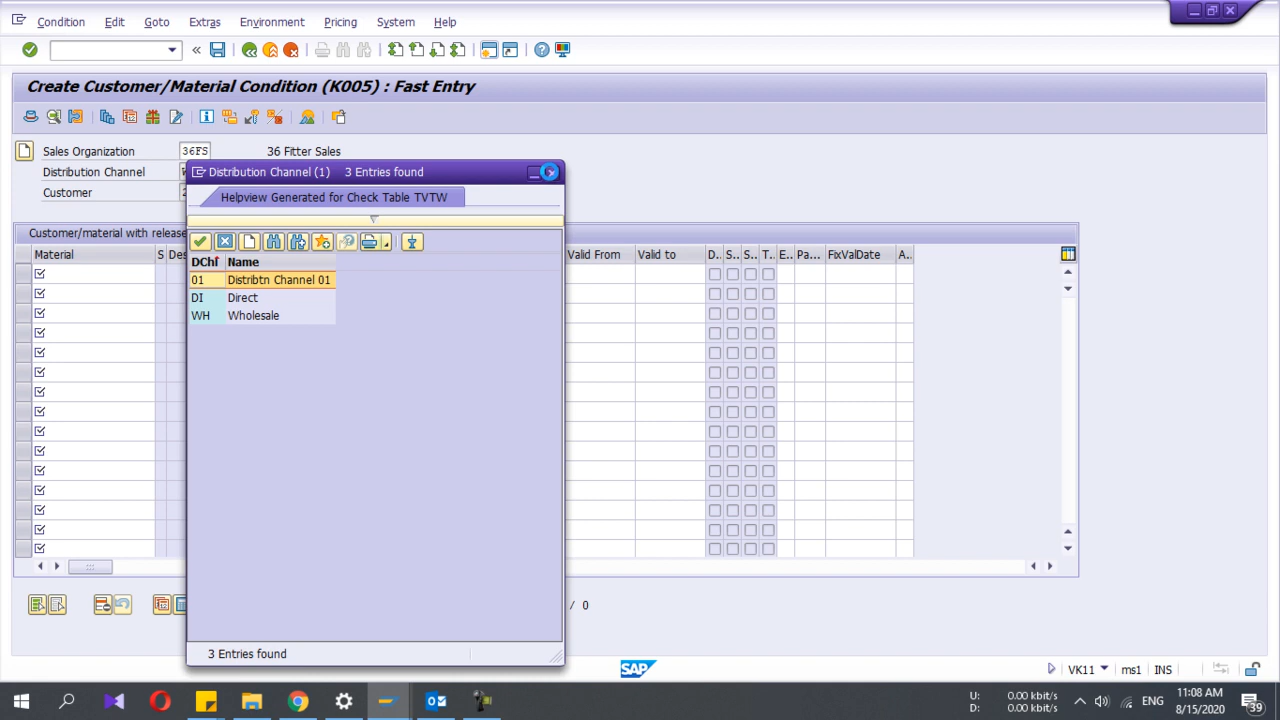 Condition Edit Goto Extras Environment Pricing System Help
Create Customer/Material Condition (K005) : Fast Entry
Sales Organization 36FS 36 Fitter Sales
Distribution Channel
Customer 2
Distribution Channel (1) 3 Entries found
Helpview Generated for Check Table TVTW
Customer/material with release
Material S Des Valid From Valid to D.. S.. S.. T.. E.. Pa... FixValDate A..
DChl Name
01 Distribtn Channel 01
DI Direct
WH Wholesale
/ 0
3 Entries found
SAP
VK11 ms1 INS
U: 0.00 kbit/s
D: 0.00 kbit/s
ENG
11:08 AM
8/15/2020
39